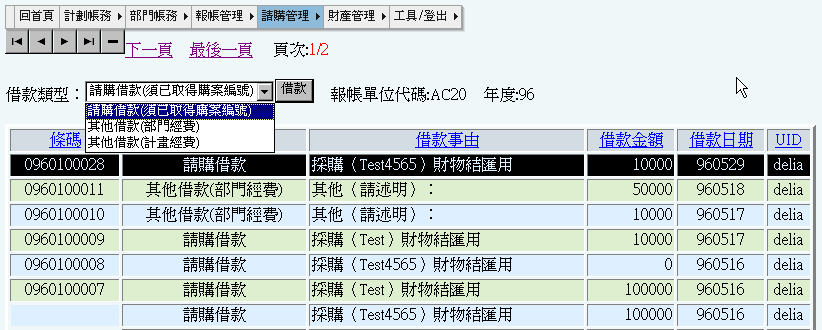 回首頁 計劃帳務 部門帳務 報帳管理 請購管理 財產管理 工具/登出
下一頁 最後一頁 頁次:1/2
借款類型： 請購借款(須已取得購案編號) 借款 報帳單位代碼:AC20 年度:96
請購借款(須已取得購案編號)
其他借款(部門經費)
其他借款(計畫經費)
條碼 借款事由 借款金額 借款日期 UID
0960100028 請購借款 採購（Test4565）財物結匯用 10000 960529 delia
0960100011 其他借款(部門經費) 其他（請述明）： 50000 960518 delia
0960100010 其他借款(部門經費) 其他（請述明）： 10000 960517 delia
0960100009 請購借款 採購（Test）財物結匯用 10000 960517 delia
0960100008 請購借款 採購（Test4565）財物結匯用 0 960516 delia
0960100007 請購借款 採購（Test）財物結匯用 100000 960516 delia
請購借款 採購（Test4565）財物結匯用 100000 960516 delia